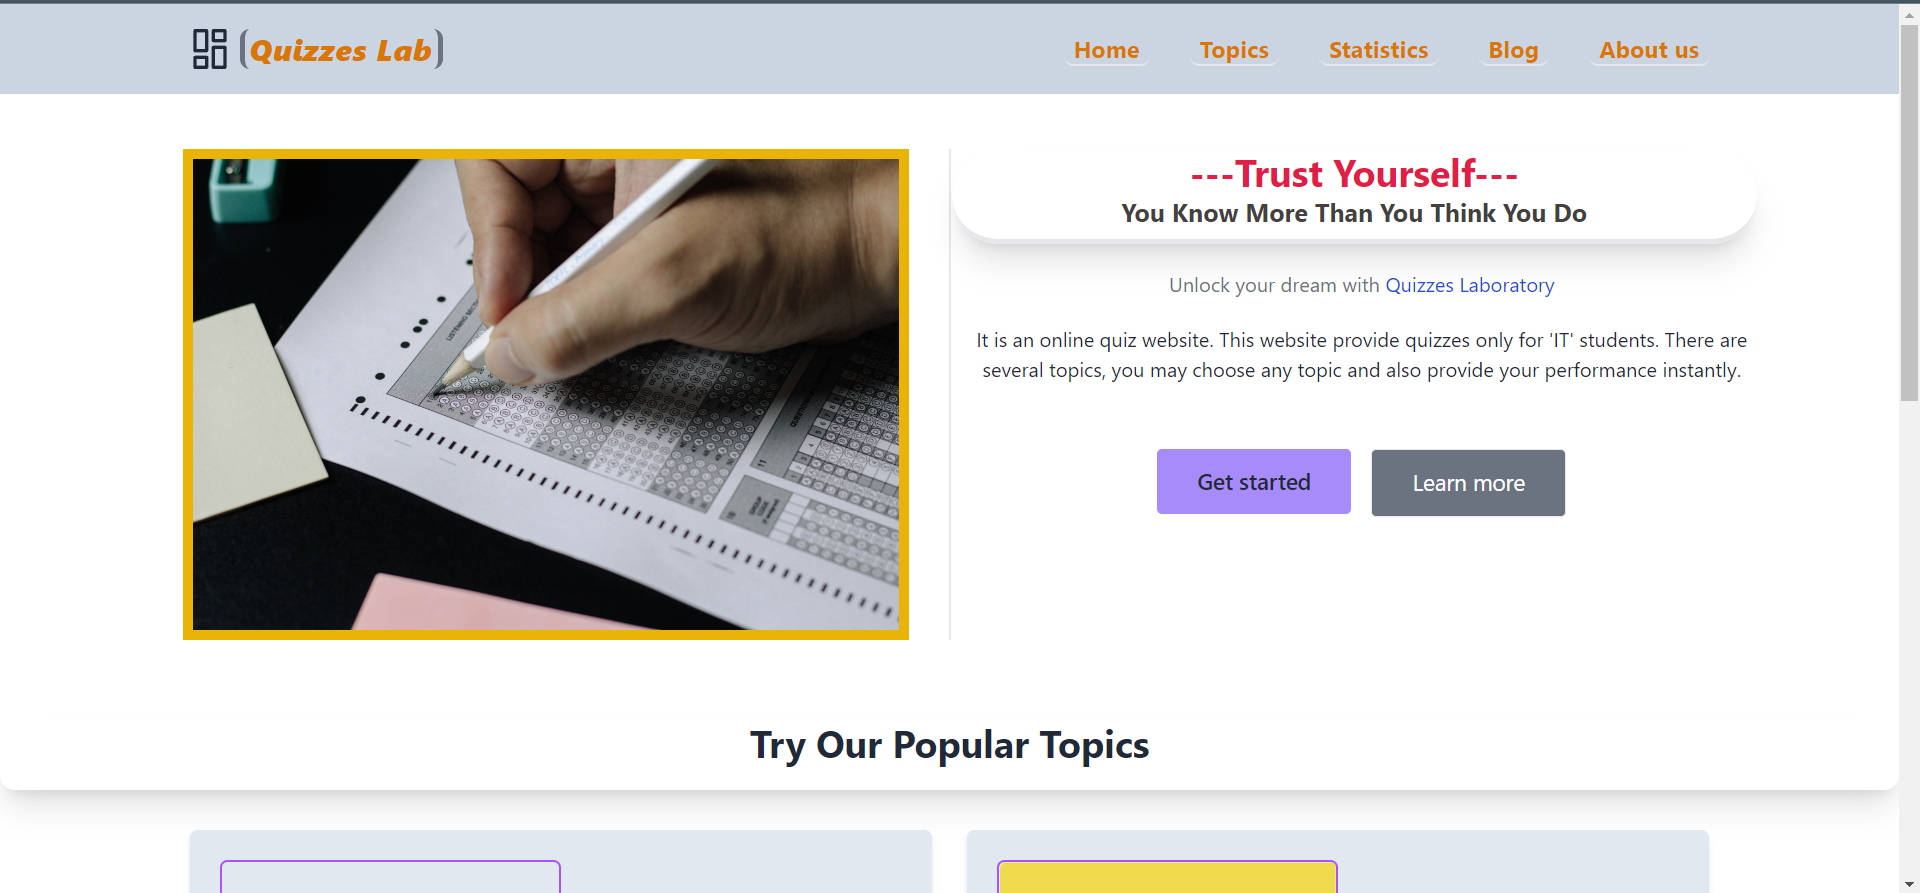 Quizzes Lab
Home
Topics
Statistics
Blog
About us
---Trust Yourself---
You Know More Than You Think You Do
Unlock your dream with Quizzes Laboratory
It is an online quiz website. This website provide quizzes only for 'IT' students. There are
several topics, you may choose any topic and also provide your performance instantly.
Get started
Learn more
Try Our Popular Topics